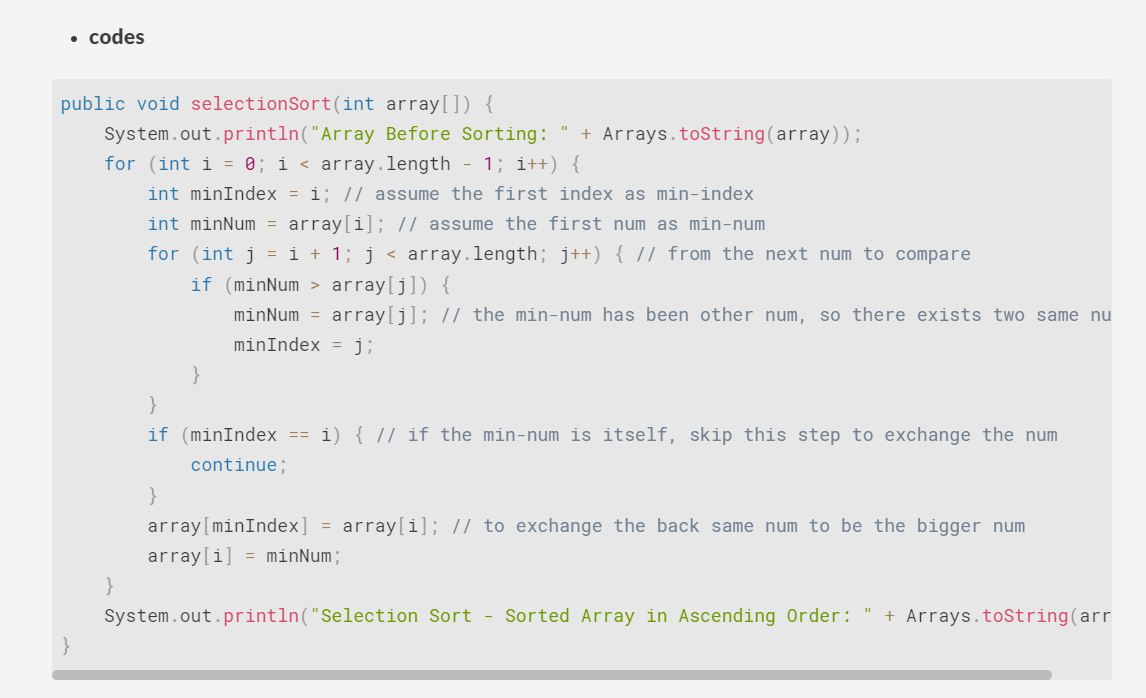 codes
public void selectionSort(int array[]) {
    System.out.println("Array Before Sorting: " + Arrays.toString(array));
    for (int i = 0; i < array.length - 1; i++) {
        int minIndex = i; // assume the first index as min-index
        int minNum = array[i]; // assume the first num as min-num
        for (int j = i + 1; j < array.length; j++) { // from the next num to compare
            if (minNum > array[j]) {
                minNum = array[j]; // the min-num has been other num, so there exists two same nu
                minIndex = j;
            }
        }
        if (minIndex == i) { // if the min-num is itself, skip this step to exchange the num
            continue;
        }
        array[minIndex] = array[i]; // to exchange the back same num to be the bigger num
        array[i] = minNum;
    }
    System.out.println("Selection Sort - Sorted Array in Ascending Order: " + Arrays.toString(arr
}